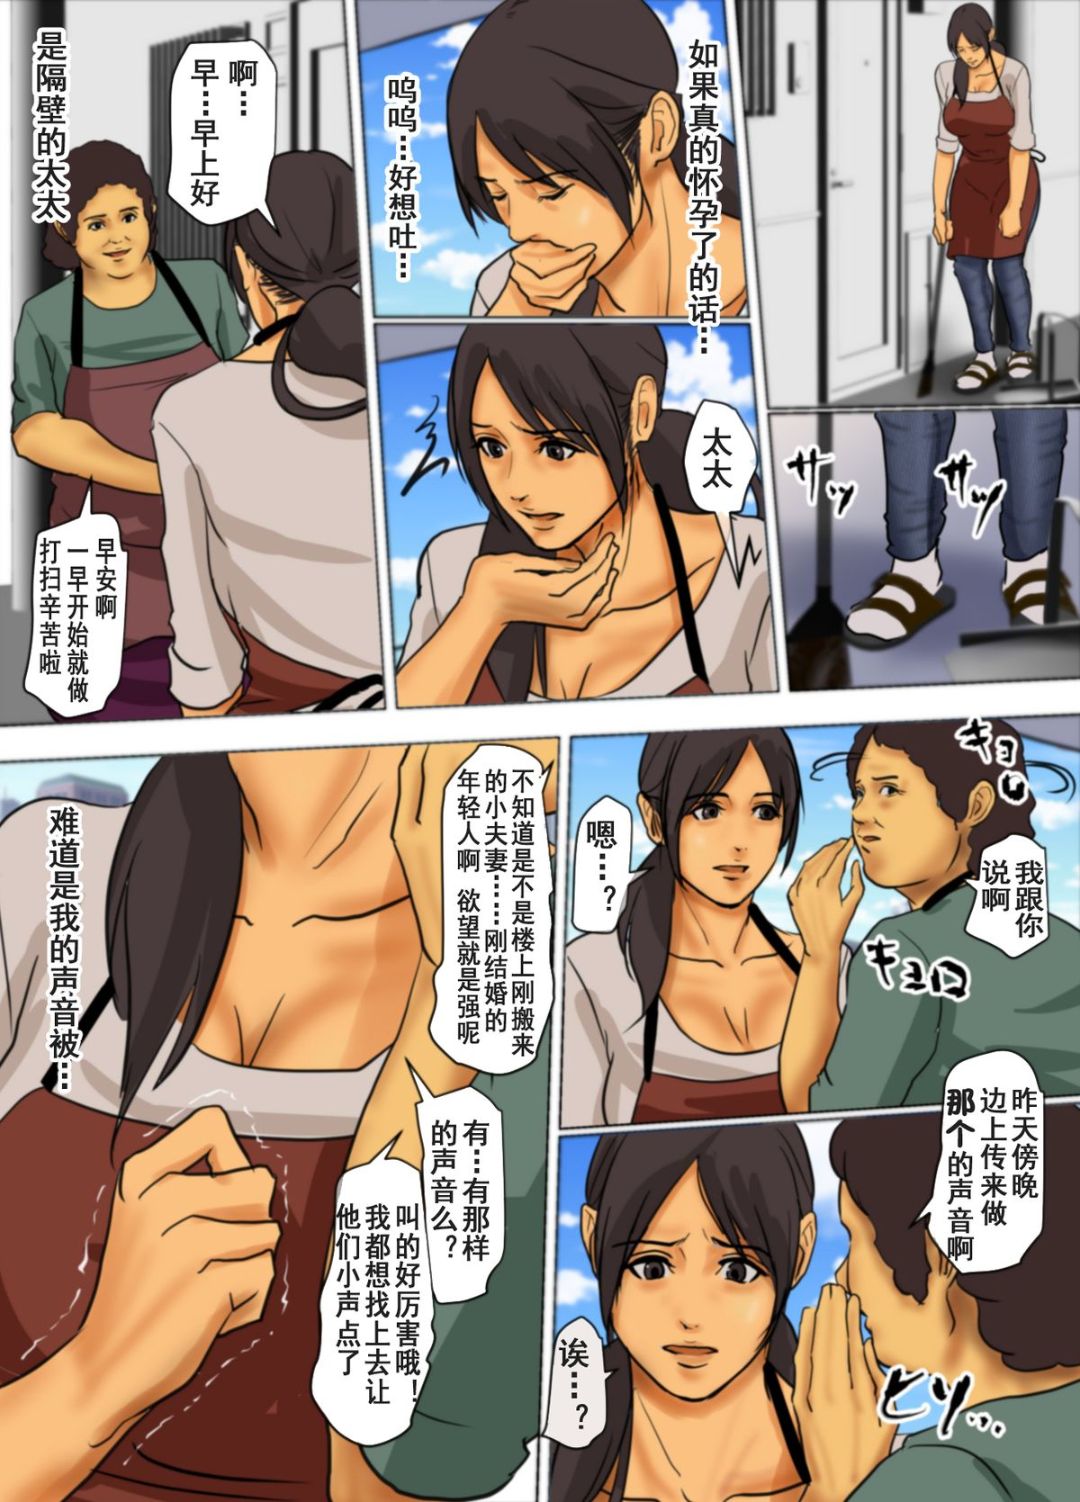 サッ
サッ
如果真的怀孕了的话…
呜呜…好想吐…
太太
啊…
早…早上好
是隔壁的太太
早安啊
一早开始就做
打扫辛苦啦
キョロ
我跟你
说啊
キョロ
嗯…?
昨天傍晚
边上传来做
那个的声音啊
ヒソ…
诶…?
不知道是不是楼上刚搬来
的小夫妻……刚结婚的
年轻人啊 欲望就是强呢
有…有那样
的声音么?
叫的好厉害哦!
我都想找上去让
他们小声点了
难道是我的声音被…